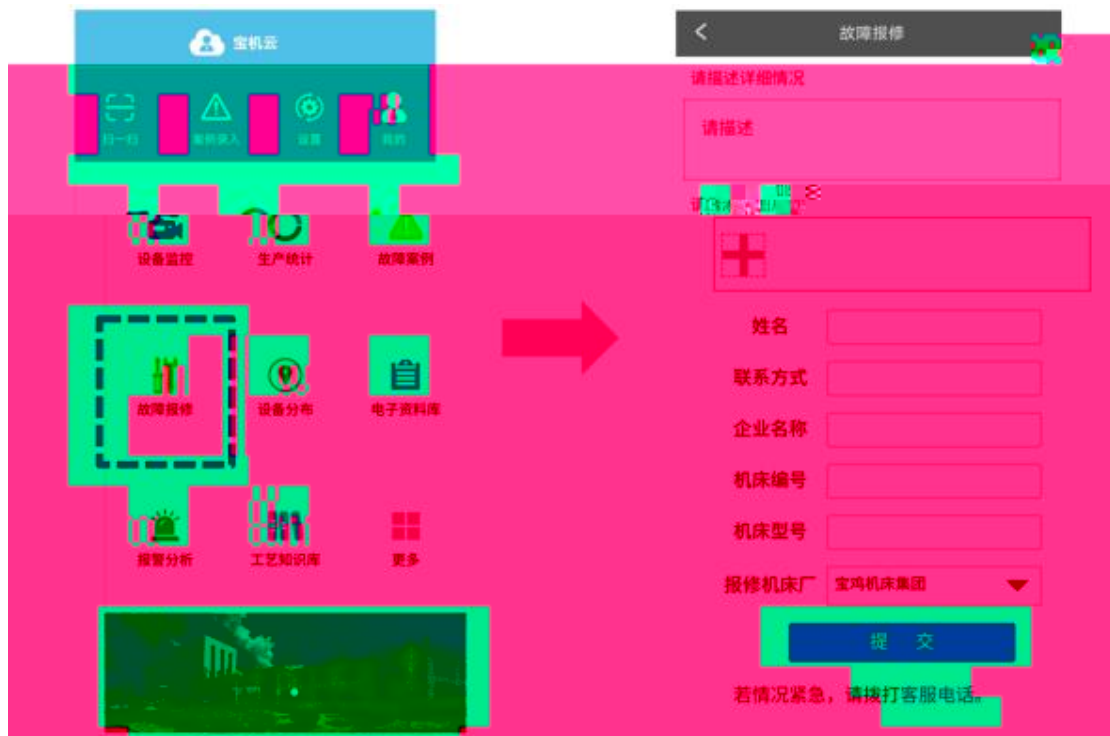 宝机云
扫一扫 案例录入 设置 我的
设备监控 生产统计 故障案例
故障报修 设备分布 电子资料库
报警分析 工艺知识库 更多
故障报修
请描述详细情况
请描述
姓名
联系方式
企业名称
机床编号
机床型号
报修机床厂 宝鸡机床集团
提 交
若情况紧急，请拨打客服电话。